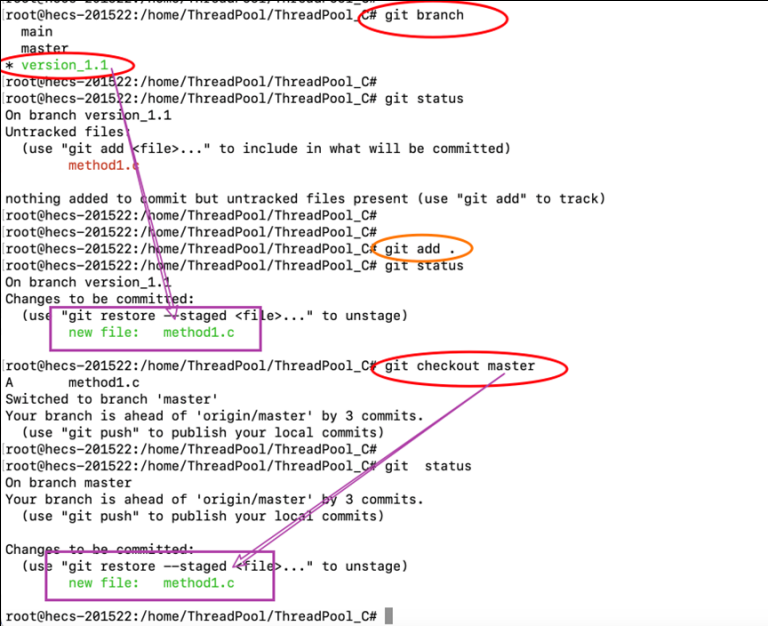 root@hecs-201522:/home/ThreadPool/ThreadPool_C# git branch
main
master
* version_1.1
root@hecs-201522:/home/ThreadPool/ThreadPool_C#
root@hecs-201522:/home/ThreadPool/ThreadPool_C# git status
On branch version_1.1
Untracked files:
(use "git add <file>..." to include in what will be committed)
method1.c
nothing added to commit but untracked files present (use "git add" to track)
root@hecs-201522:/home/ThreadPool/ThreadPool_C#
root@hecs-201522:/home/ThreadPool/ThreadPool_C#
root@hecs-201522:/home/ThreadPool/ThreadPool_C# git add .
root@hecs-201522:/home/ThreadPool/ThreadPool_C# git status
On branch version_1.1
Changes to be committed:
(use "git restore --staged <file>..." to unstage)
new file:   method1.c
root@hecs-201522:/home/ThreadPool/ThreadPool_C# git checkout master
A       method1.c
Switched to branch 'master'
Your branch is ahead of 'origin/master' by 3 commits.
(use "git push" to publish your local commits)
root@hecs-201522:/home/ThreadPool/ThreadPool_C#
root@hecs-201522:/home/ThreadPool/ThreadPool_C# git  status
On branch master
Your branch is ahead of 'origin/master' by 3 commits.
(use "git push" to publish your local commits)
Changes to be committed:
(use "git restore --staged <file>..." to unstage)
new file:   method1.c
root@hecs-201522:/home/ThreadPool/ThreadPool_C#